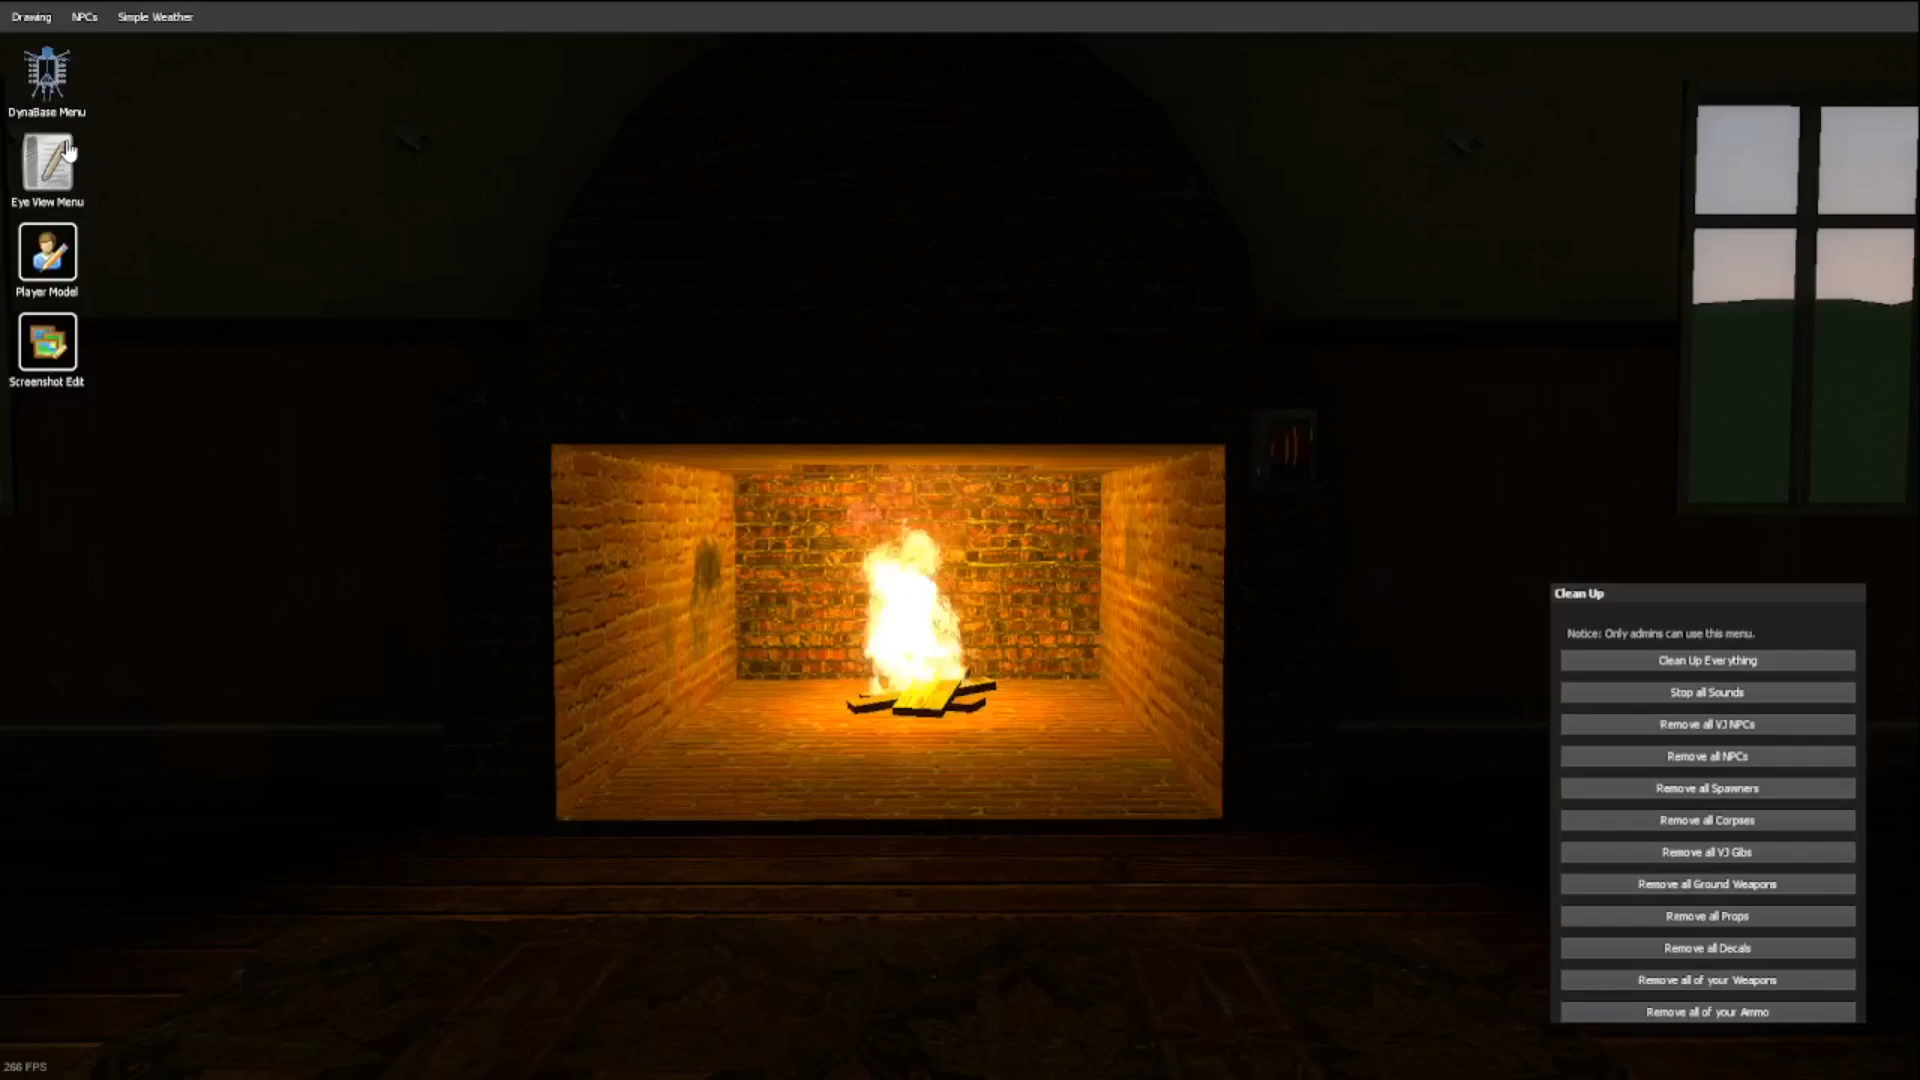 Drawing NPCs Simple Weather
DynaBase Menu
Eye View Menu
Player Model
Screenshot Edit
Clean Up
Notice: Only admins can use this menu.
Clean Up Everything
Stop all Sounds
Remove all VJ NPCs
Remove all NPCs
Remove all Spawners
Remove all Corpses
Remove all VJ Gibs
Remove all Ground Weapons
Remove all Props
Remove all Decals
Remove all of your Weapons
Remove all of your Ammo
266 FPS